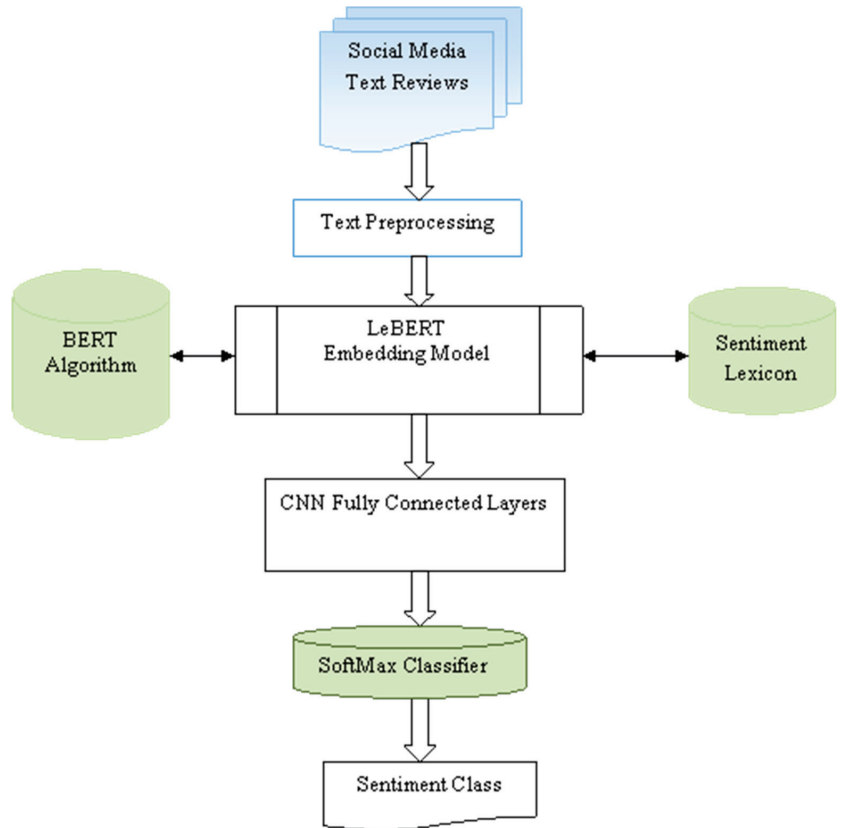 Social Media
Text Reviews
Text Preprocessing
BERT
Algorithm
LeBERT
Embedding Model
Sentiment
Lexicon
CNN Fully Connected Layers
SoftMax Classifier
Sentiment Class